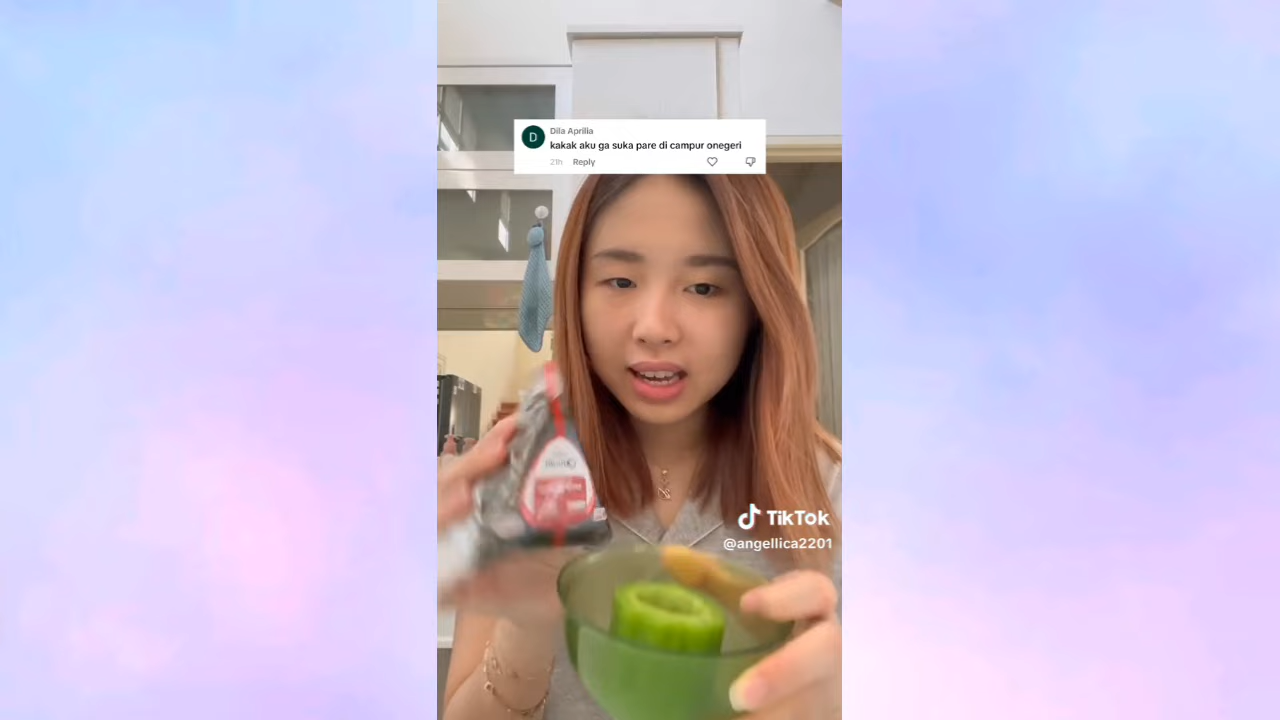 D
Dila Aprilia
kakak aku ga suka pare di campur onegeri
21h Reply
TikTok
@angellica2201